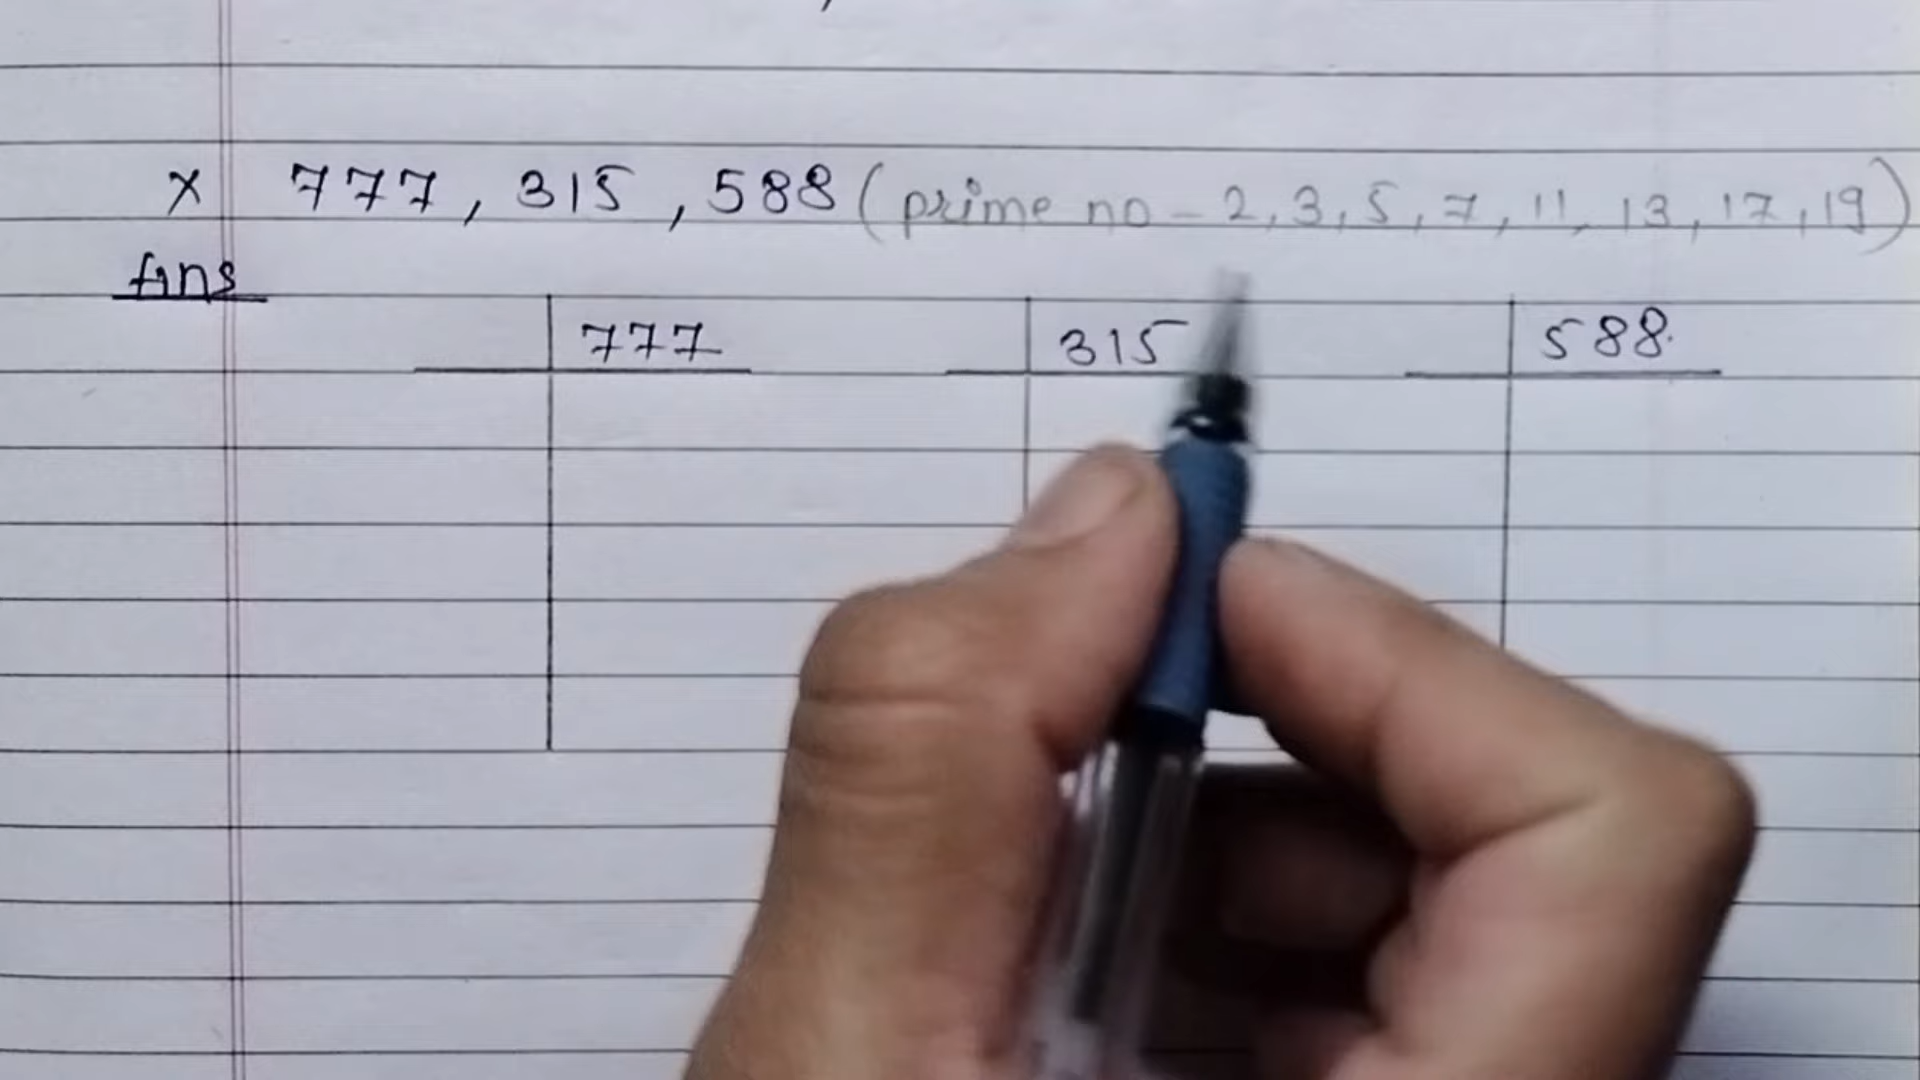 x 777, 315, 588 (prime no - 2, 3, 5, 7, 11, 13, 17, 19)
Ans
777 315 588